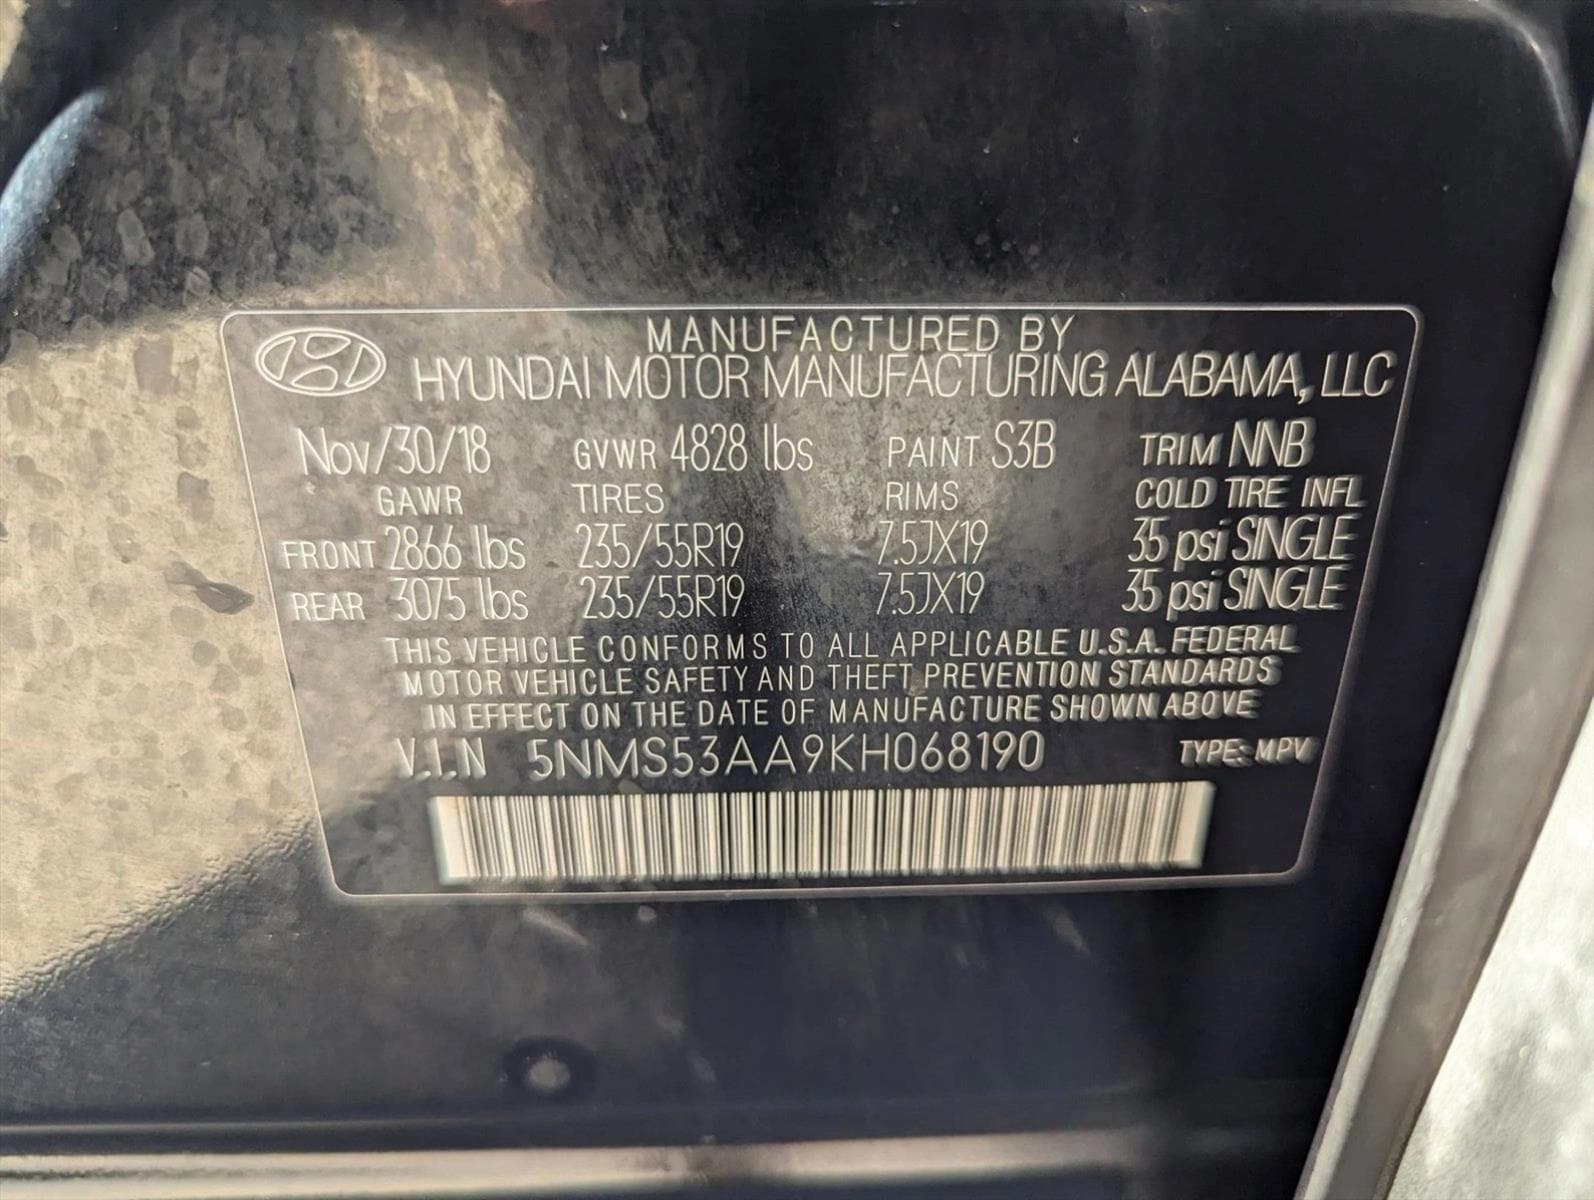 MANUFACTURED BY
HYUNDAI MOTOR MANUFACTURING ALABAMA, LLC
Nov/30/18 GVWR 4828 lbs PAINT S3B TRIM NNB
GAWR TIRES RIMS COLD TIRE INFL
FRONT 2866 lbs 235/55R19 7.5JX19 35 psi SINGLE
REAR 3075 lbs 235/55R19 7.5JX19 35 psi SINGLE
THIS VEHICLE CONFORMS TO ALL APPLICABLE U.S.A. FEDERAL
MOTOR VEHICLE SAFETY AND THEFT PREVENTION STANDARDS
IN EFFECT ON THE DATE OF MANUFACTURE SHOWN ABOVE
V.I.N 5NMS53AA9KH068190 TYPE: MPV